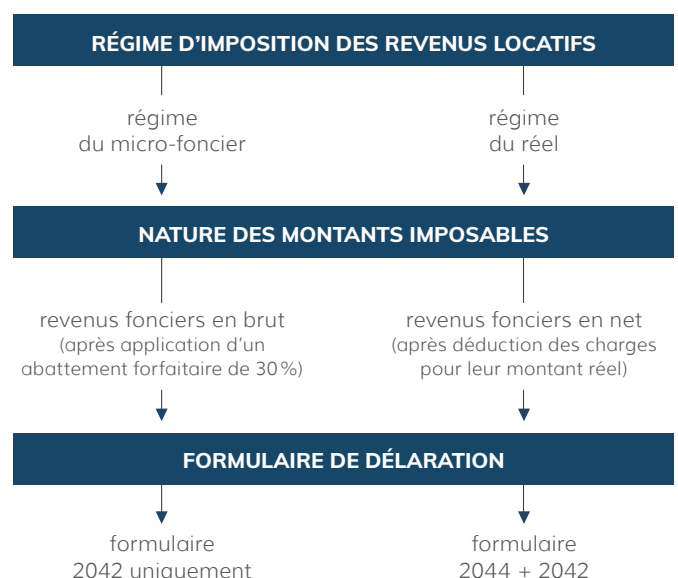 RÉGIME D’IMPOSITION DES REVENUS LOCATIFS
régime
du micro-foncier
régime
du réel
NATURE DES MONTANTS IMPOSABLES
revenus fonciers en brut
(après application d’un
abattement forfaitaire de 30 %)
revenus fonciers en net
(après déduction des charges
pour leur montant réel)
FORMULAIRE DE DÉLARATION
formulaire
2042 uniquement
formulaire
2044 + 2042